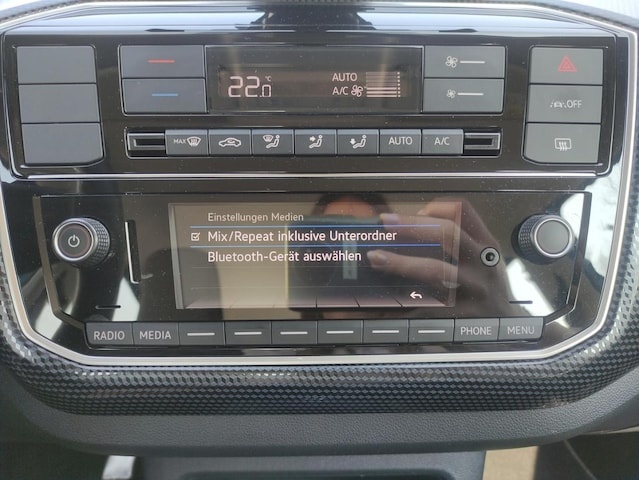 22.0 °C
AUTO
A/C
OFF
MAX
AUTO
A/C
Einstellungen Medien
Mix/Repeat inklusive Unterordner
Bluetooth-Gerät auswählen
RADIO MEDIA PHONE MENU